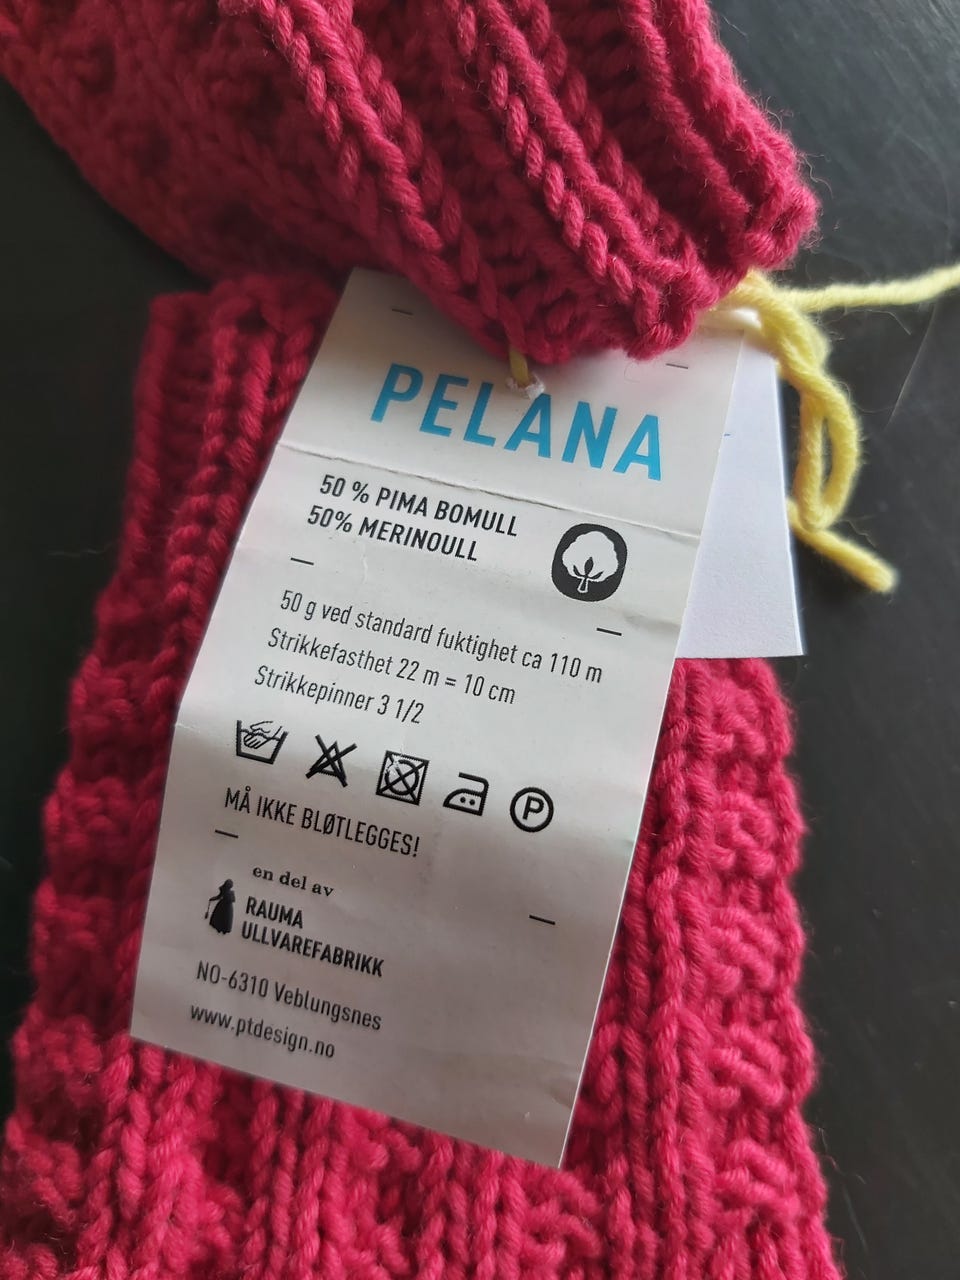 PELANA
50 % PIMA BOMULL
50% MERINOULL
50 g ved standard fuktighet ca 110 m
Strikkefasthet 22 m = 10 cm
Strikkepinner 3 1/2
P
MÅ IKKE BLØTLEGGES!
en del av
RAUMA
ULLVAREFABRIKK
NO-6310 Veblungsnes
www.ptdesign.no